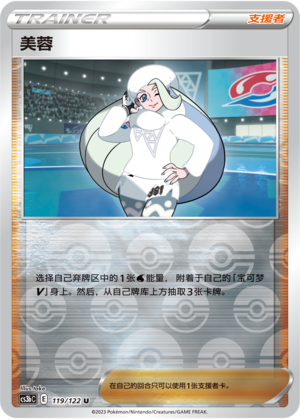 TRAINER
支援者
美蓉
361
选择自己弃牌区中的1张能量，附着于自己的「宝可梦
V」身上。然后，从自己牌库上方抽取3张卡牌。
在自己的回合只可以使用1张支援者卡。
cs3bC E 119/122 U
©2023 Pokémon/Nintendo/Creatures/GAME FREAK.